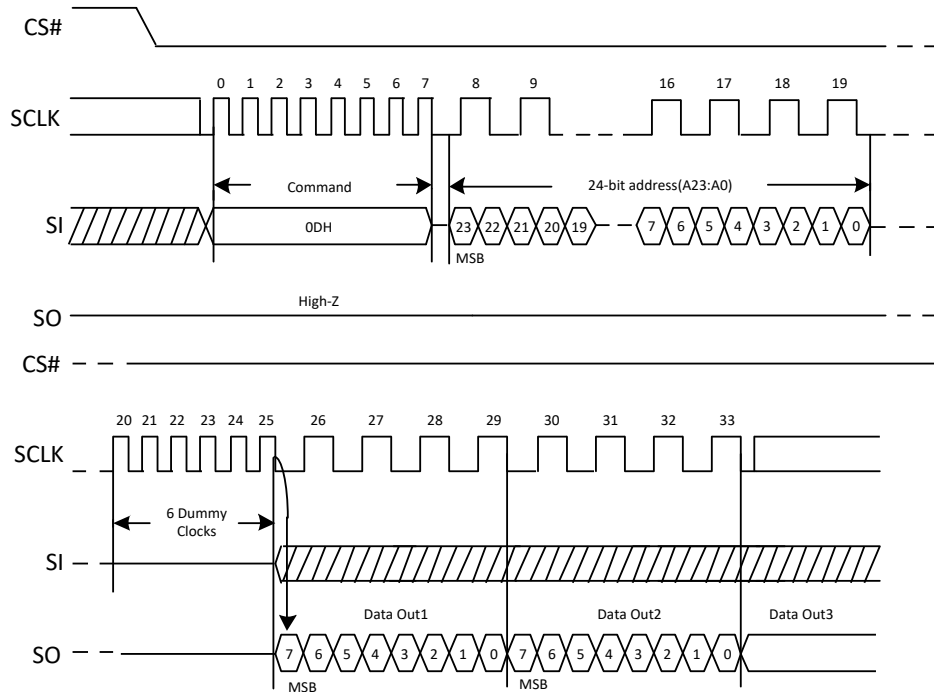 CS#
0 1 2 3 4 5 6 7 8 9 16 17 18 19
SCLK
Command 24-bit address(A23:A0)
SI 0DH 23 22 21 20 19 7 6 5 4 3 2 1 0
MSB
High-Z
SO
CS#
20 21 22 23 24 25 26 27 28 29 30 31 32 33
SCLK
6 Dummy
Clocks
SI
Data Out1 Data Out2 Data Out3
SO 7 6 5 4 3 2 1 0 7 6 5 4 3 2 1 0
MSB MSB